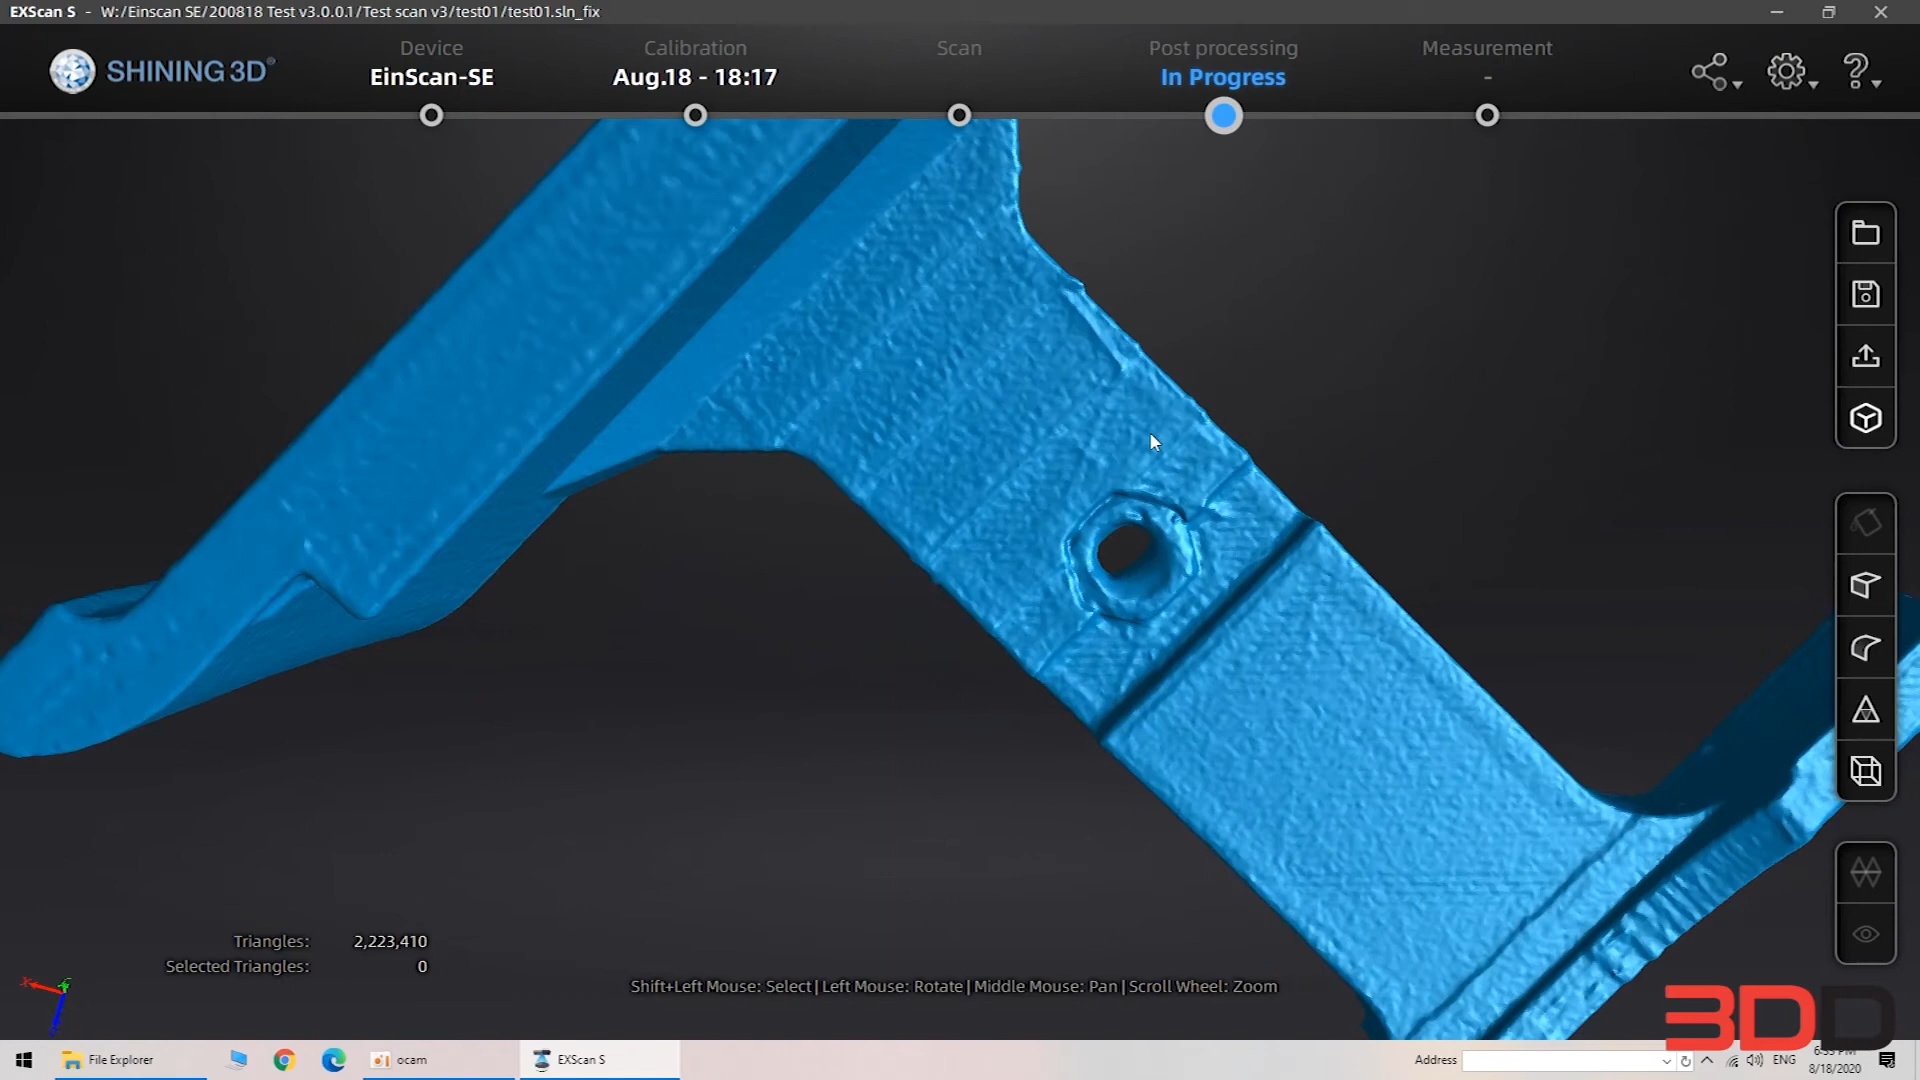 EXScan S - W:/Einscan SE/200818 Test v3.0.0.1/Test scan v3/test01/test01.sln_fix
SHINING 3D®
Device
EinScan-SE
Calibration
Aug.18 - 18:17
Scan
Post processing
In Progress
Measurement
-
Triangles: 2,223,410
Selected Triangles: 0
Shift+Left Mouse: Select | Left Mouse: Rotate | Middle Mouse: Pan | Scroll Wheel: Zoom
3DD
File Explorer
ocam
EXScan S
Address
ENG
8/18/2020